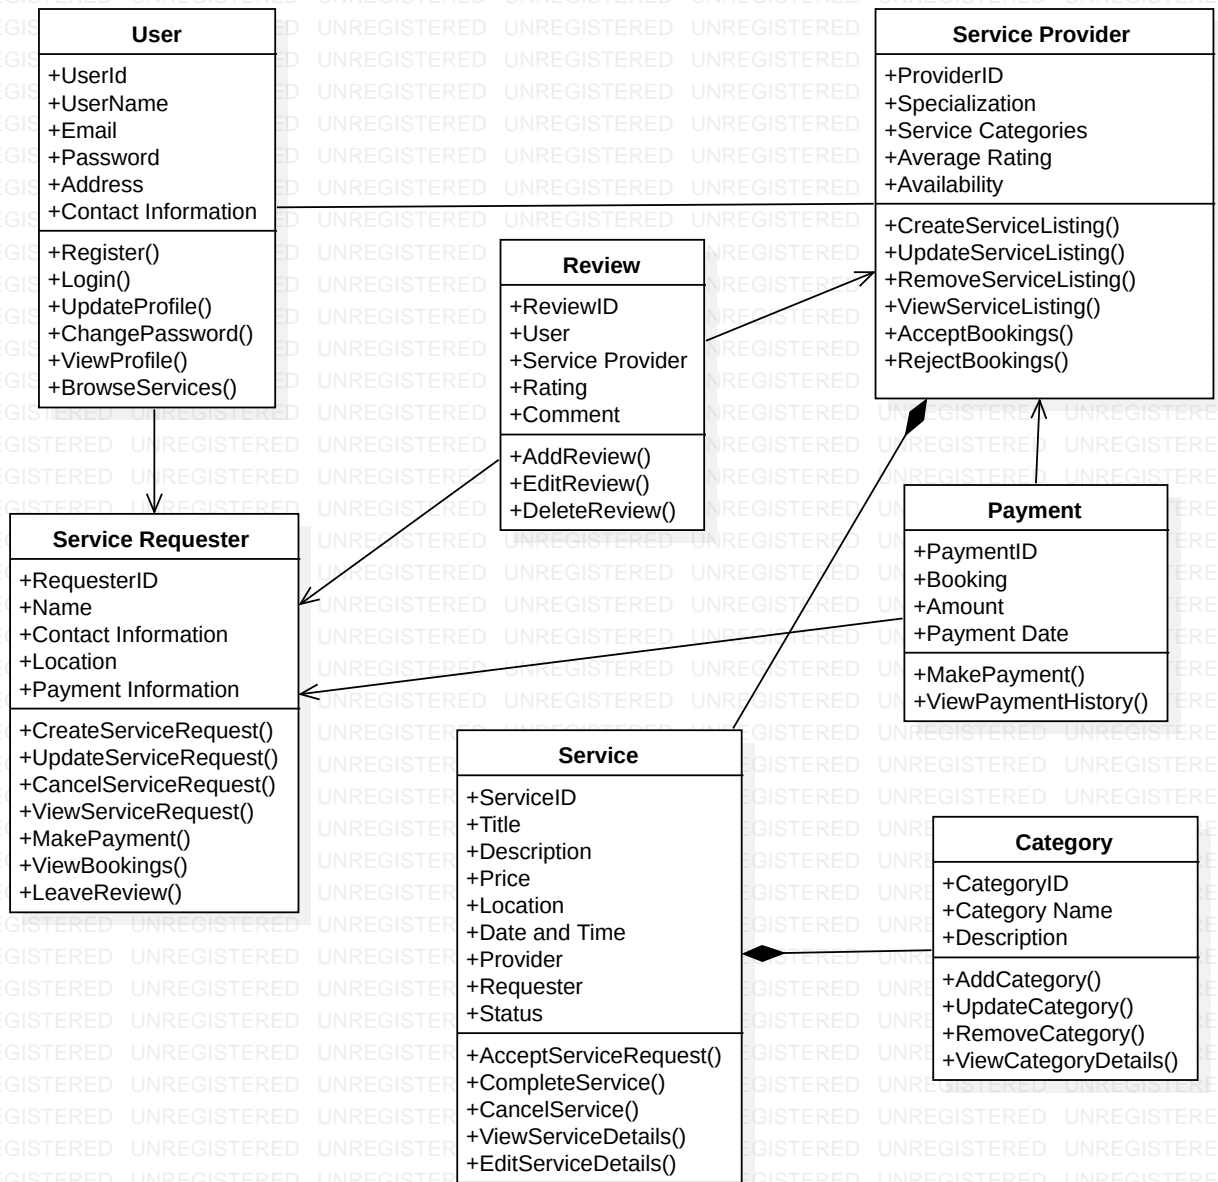 User
+UserId
+UserName
+Email
+Password
+Address
+Contact Information
+Register()
+Login()
+UpdateProfile()
+ChangePassword()
+ViewProfile()
+BrowseServices()
Service Provider
+ProviderID
+Specialization
+Service Categories
+Average Rating
+Availability
+CreateServiceListing()
+UpdateServiceListing()
+RemoveServiceListing()
+ViewServiceListing()
+AcceptBookings()
+RejectBookings()
Review
+ReviewID
+User
+Service Provider
+Rating
+Comment
+AddReview()
+EditReview()
+DeleteReview()
Service Requester
+RequesterID
+Name
+Contact Information
+Location
+Payment Information
+CreateServiceRequest()
+UpdateServiceRequest()
+CancelServiceRequest()
+ViewServiceRequest()
+MakePayment()
+ViewBookings()
+LeaveReview()
Payment
+PaymentID
+Booking
+Amount
+Payment Date
+MakePayment()
+ViewPaymentHistory()
Service
+ServiceID
+Title
+Description
+Price
+Location
+Date and Time
+Provider
+Requester
+Status
+AcceptServiceRequest()
+CompleteService()
+CancelService()
+ViewServiceDetails()
+EditServiceDetails()
Category
+CategoryID
+Category Name
+Description
+AddCategory()
+UpdateCategory()
+RemoveCategory()
+ViewCategoryDetails()
UNREGISTERED